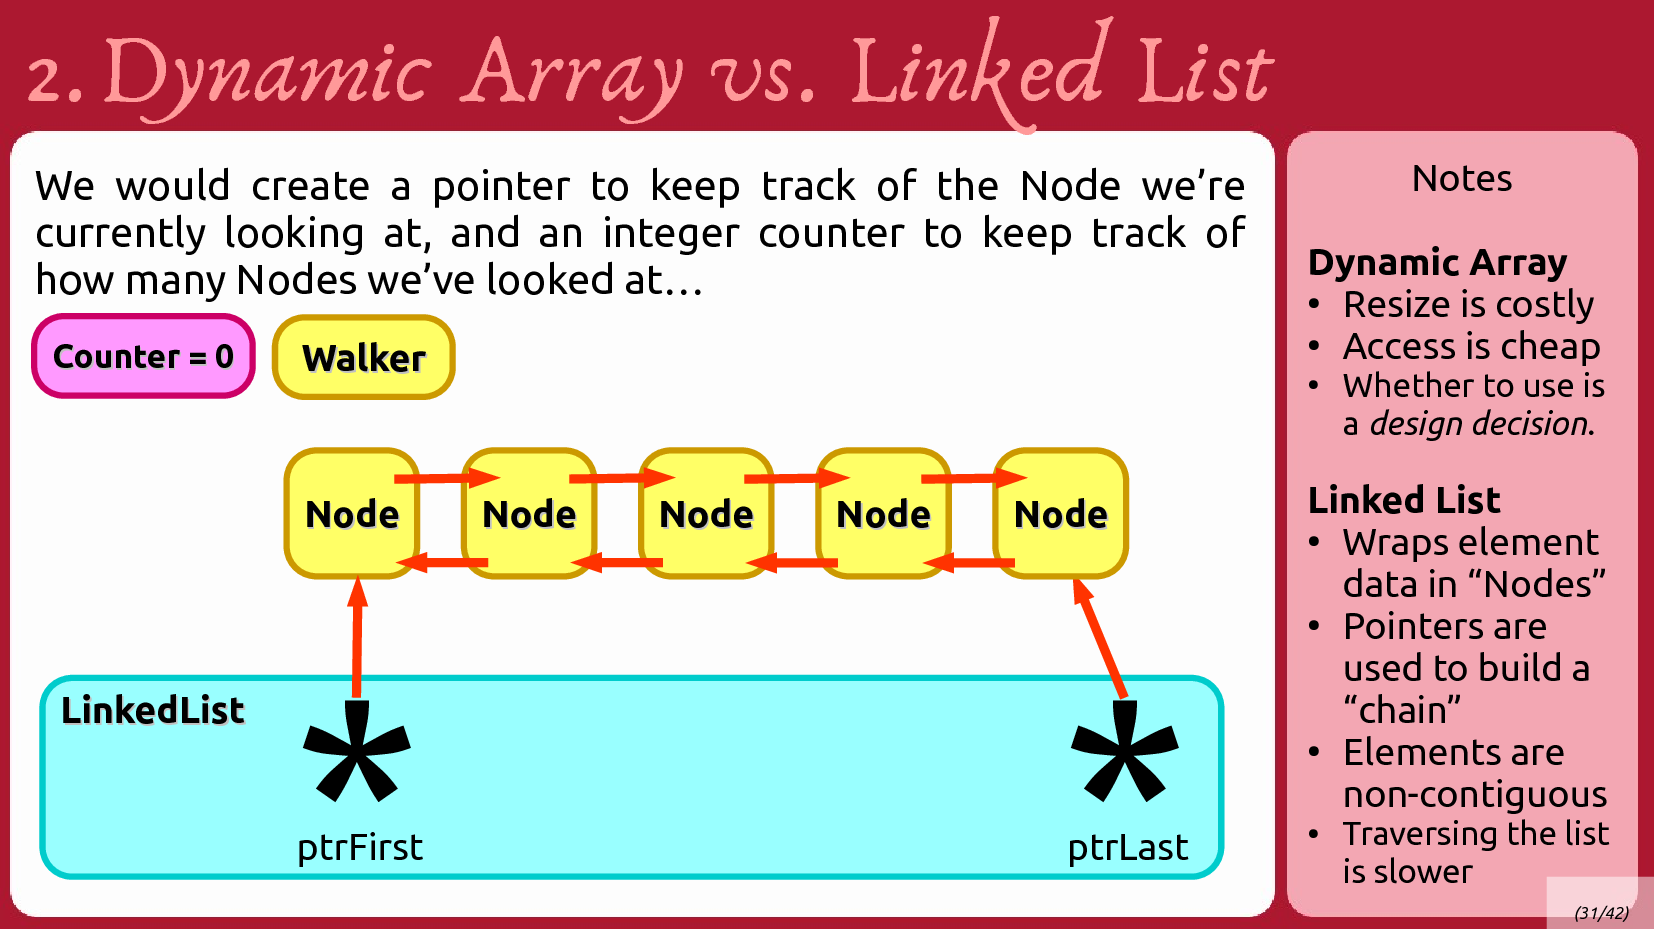 2. Dynamic Array vs. Linked List
We would create a pointer to keep track of the Node we’re
currently looking at, and an integer counter to keep track of
how many Nodes we’ve looked at…
Counter = 0
Walker
Node
Node
Node
Node
Node
LinkedList
*
*
ptrFirst
ptrLast
Notes
Dynamic Array
• Resize is costly
• Access is cheap
• Whether to use is
a design decision.
Linked List
• Wraps element
data in “Nodes”
• Pointers are
used to build a
“chain”
• Elements are
non-contiguous
• Traversing the list
is slower
(31/42)